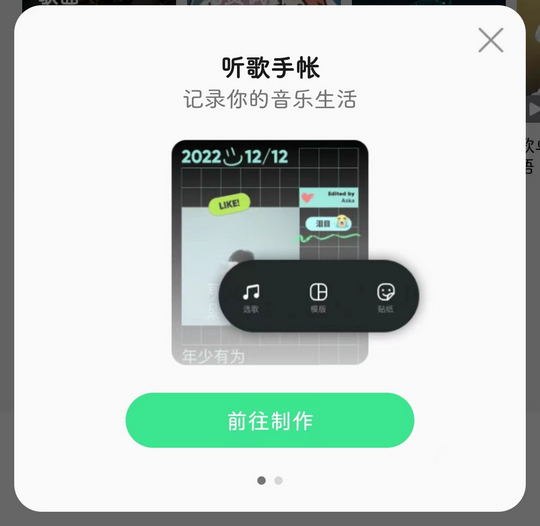 听歌手帐
记录你的音乐生活
2022 12/12
LIKE!
Edited by
Aska
泪目
选歌
模版
贴纸
年少有为
前往制作